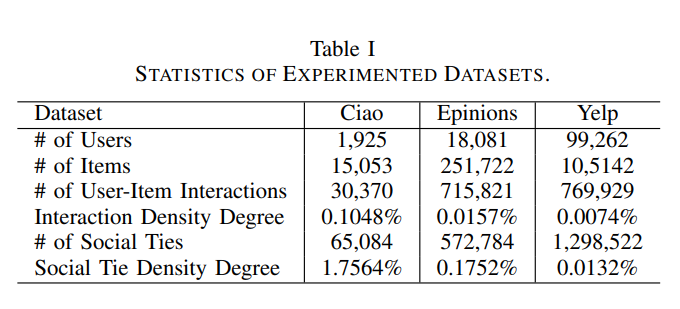 Table I
STATISTICS OF EXPERIMENTED DATASETS.
Dataset Ciao Epinions Yelp
# of Users 1,925 18,081 99,262
# of Items 15,053 251,722 10,5142
# of User-Item Interactions 30,370 715,821 769,929
Interaction Density Degree 0.1048% 0.0157% 0.0074%
# of Social Ties 65,084 572,784 1,298,522
Social Tie Density Degree 1.7564% 0.1752% 0.0132%